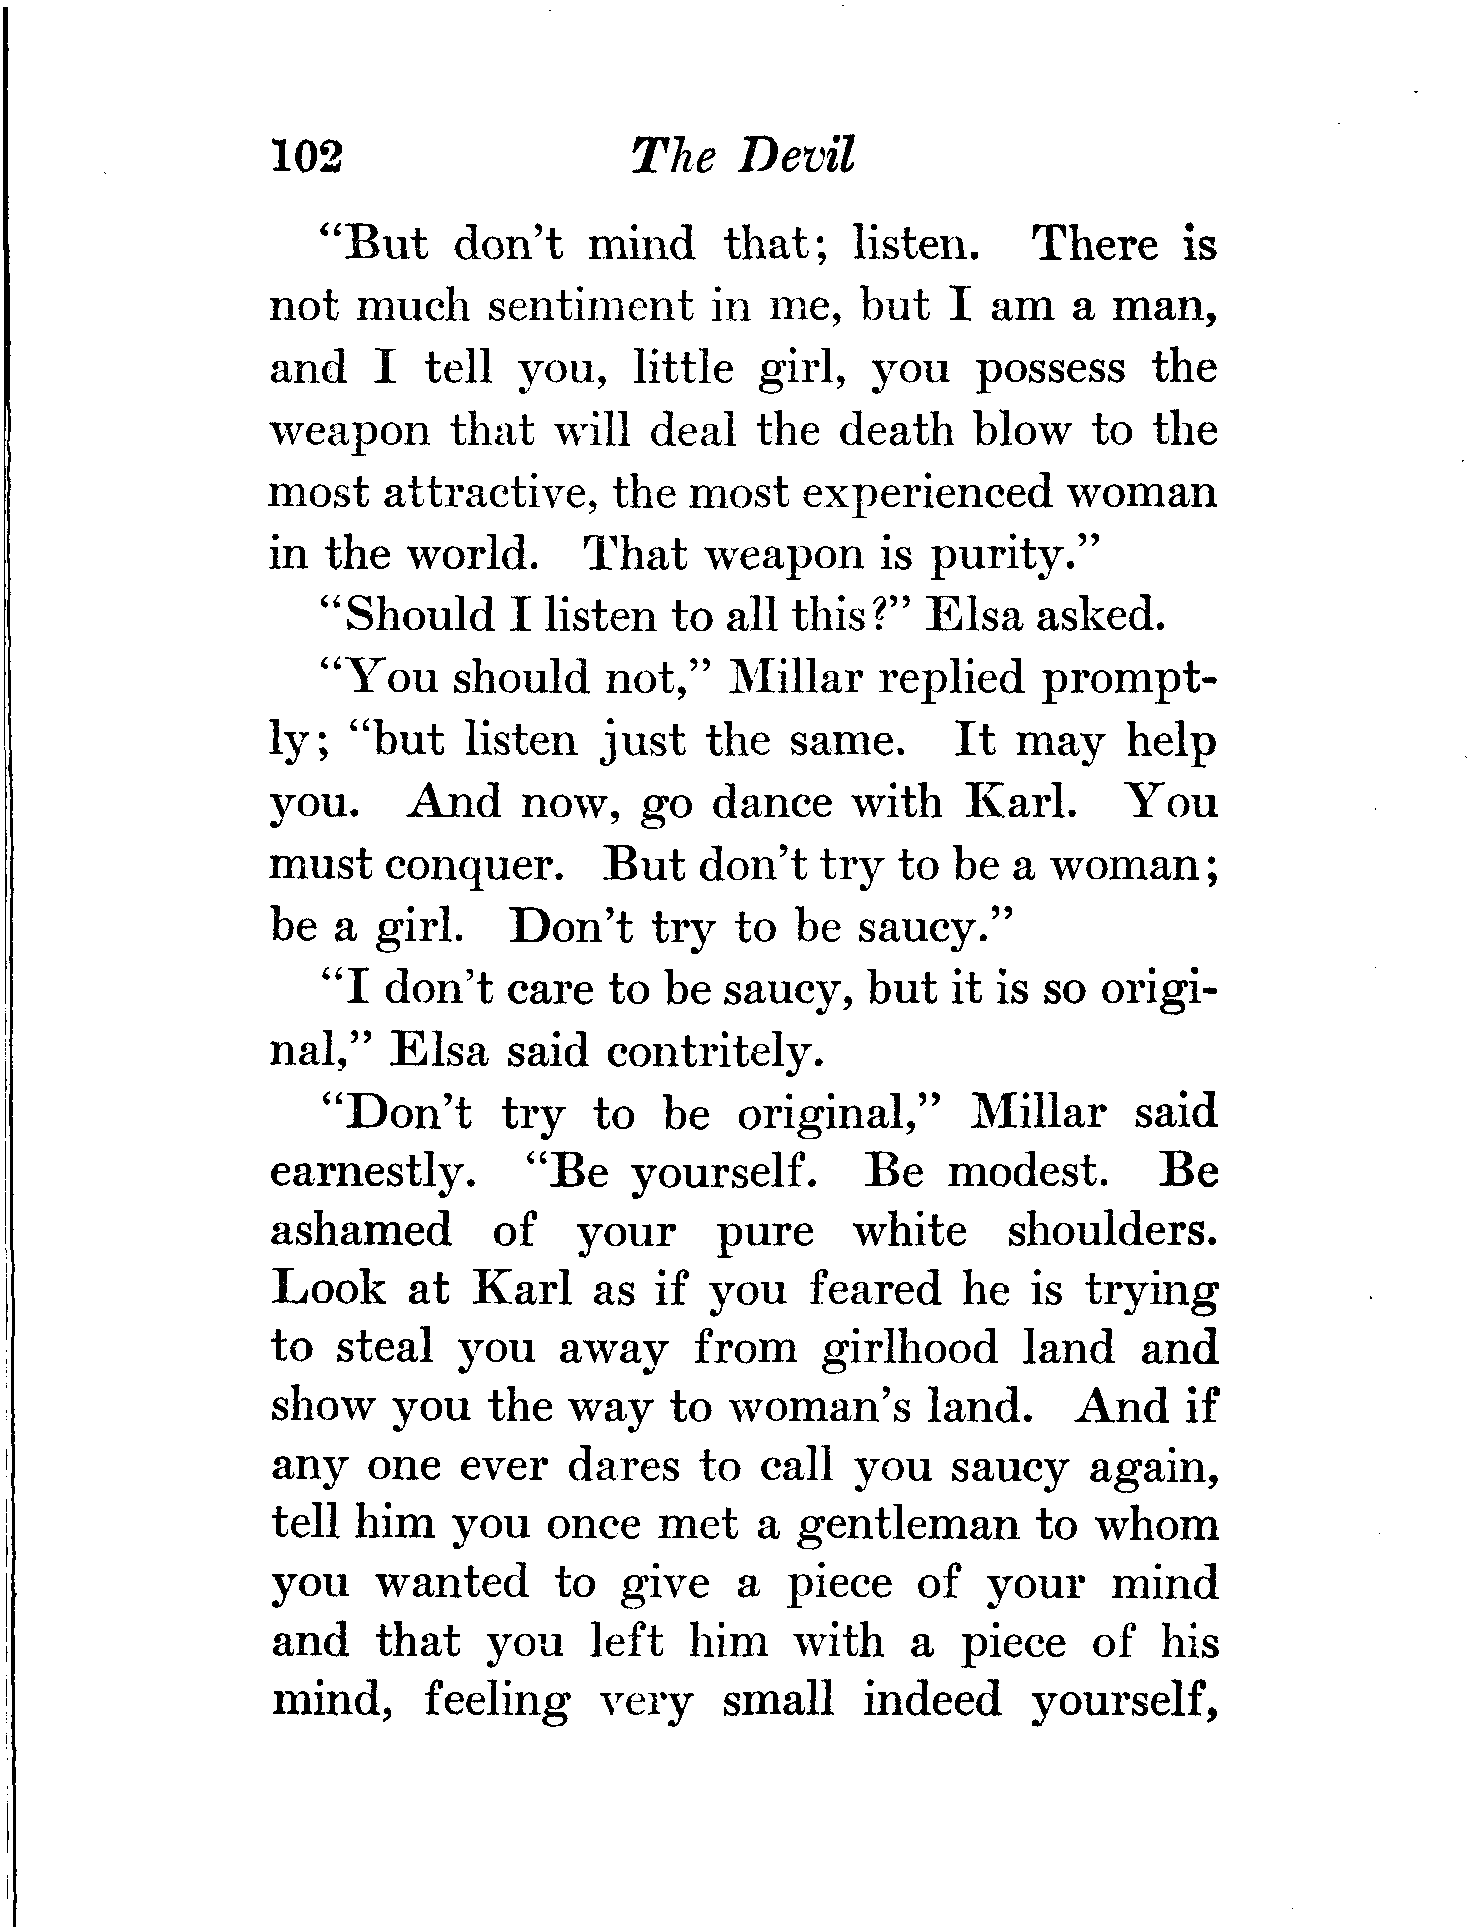 102 The Devil
“But don’t mind that; listen. There is
not much sentiment in me, but I am a man,
and I tell you, little girl, you possess the
weapon that will deal the death blow to the
most attractive, the most experienced woman
in the world. That weapon is purity.”
“Should I listen to all this?” Elsa asked.
“You should not,” Millar replied prompt-
ly; “but listen just the same. It may help
you. And now, go dance with Karl. You
must conquer. But don’t try to be a woman;
be a girl. Don’t try to be saucy.”
“I don’t care to be saucy, but it is so origi-
nal,” Elsa said contritely.
“Don’t try to be original,” Millar said
earnestly. “Be yourself. Be modest. Be
ashamed of your pure white shoulders.
Look at Karl as if you feared he is trying
to steal you away from girlhood land and
show you the way to woman’s land. And if
any one ever dares to call you saucy again,
tell him you once met a gentleman to whom
you wanted to give a piece of your mind
and that you left him with a piece of his
mind, feeling very small indeed yourself,